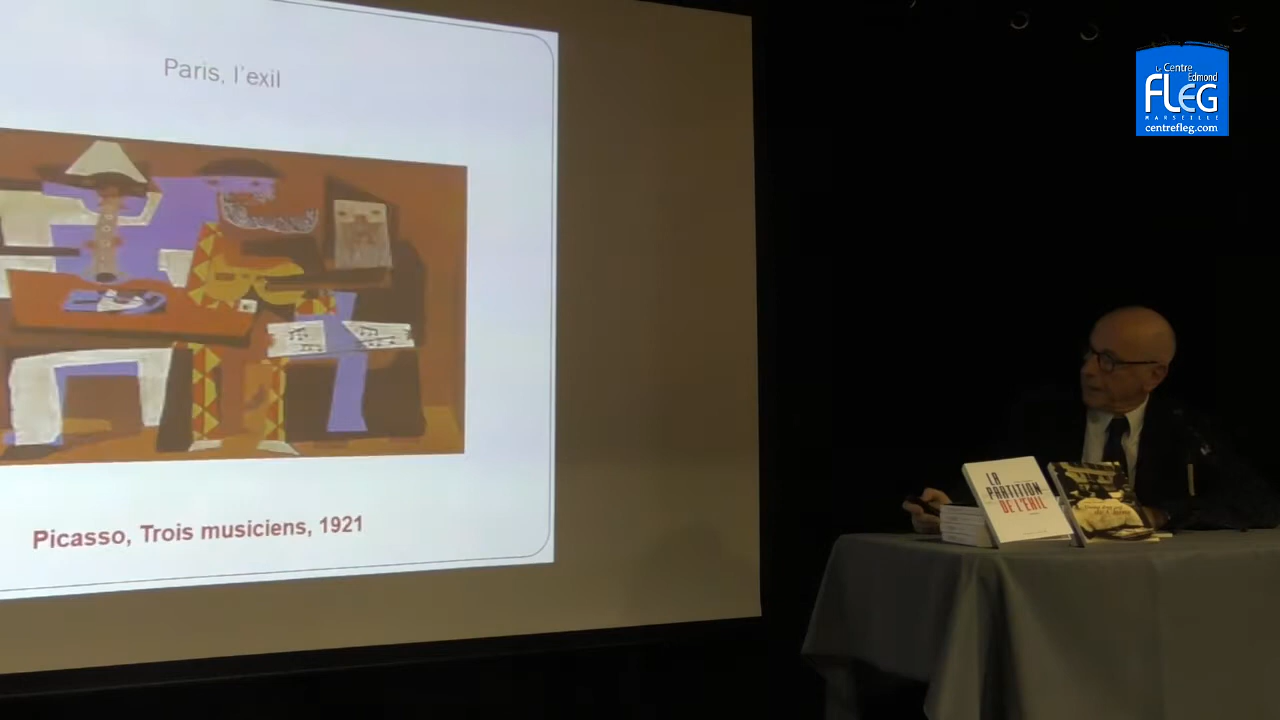 Paris, l'exil
Picasso, Trois musiciens, 1921
le Centre
Edmond
FLEG
MARSEILLE
centrefleg.com
LA
PARTITION
DE L'EXIL